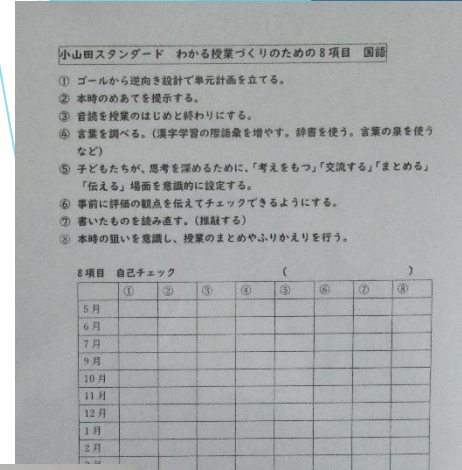 小山田スタンダード　わかる授業づくりのための8項目　国語
① ゴールから逆向き設計で単元計画を立てる。
② 本時のめあてを提示する。
③ 音読を授業のはじめと終わりにする。
④ 言葉を調べる。(漢字学習の際語彙を増やす。辞書を使う。言葉の泉を使う
など)
⑤ 子どもたちが、思考を深めるために、「考えをもつ」「交流する」「まとめる」
「伝える」場面を意識的に設定する。
⑥ 事前に評価の観点を伝えてチェックできるようにする。
⑦ 書いたものを読み直す。(推敲する)
⑧ 本時の狙いを意識し、授業のまとめやふりかえりを行う。
8項目　自己チェック　(　)
① ② ③ ④ ⑤ ⑥ ⑦ ⑧
5月
6月
7月
9月
10月
11月
12月
1月
2月